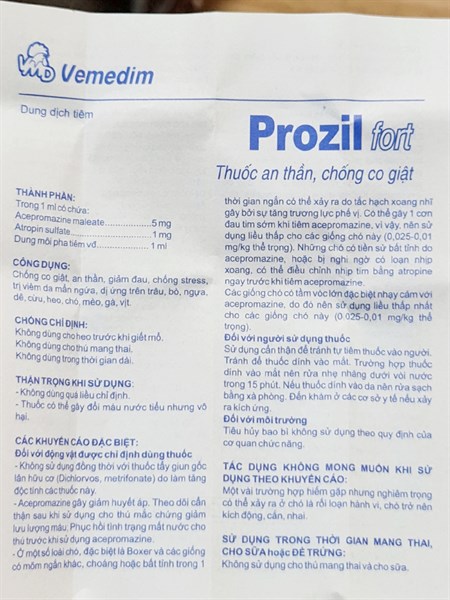 Vemedim
Dung dịch tiêm
Prozil fort
Thuốc an thần, chống co giật
THÀNH PHẦN:
Trong 1 ml có chứa:
Acepromazine maleate......................5 mg
Atropin sulfate...............................1 mg
Dung môi pha tiêm vđ......................1 ml
CÔNG DỤNG:
Chống co giật, an thần, giảm đau, chống stress,
trị viêm da mẩn ngứa, dị ứng trên trâu, bò, ngựa,
dê, cừu, heo, chó, mèo, gà, vịt.
CHỐNG CHỈ ĐỊNH:
Không dùng cho heo trước khi giết mổ.
Không dùng cho thú mang thai.
Không dùng trong thời gian dài.
THẬN TRỌNG KHI SỬ DỤNG:
- Không dùng quá liều chỉ định.
- Thuốc có thể gây đổi màu nước tiểu nhưng vô
hại.
CÁC KHUYẾN CÁO ĐẶC BIỆT:
Đối với động vật được chỉ định dùng thuốc
- Không sử dụng đồng thời với thuốc tẩy giun gốc
lân hữu cơ (Dichlorvos, metrifonate) do làm tăng
độc tính các thuốc này.
- Acepromazine gây giảm huyết áp. Theo dõi cẩn
thận sau khi sử dụng cho thú mắc chứng giảm
lưu lượng máu. Phục hồi tình trạng mất nước cho
thú trước khi sử dụng acepromazine.
- Ở một số loài chó, đặc biệt là Boxer và các giống
có mõm ngắn khác, choáng hoặc bất tỉnh trong 1
thời gian ngắn có thể xảy ra do tắc hạch xoang nhĩ
gây bởi sự tăng trương lực phế vị. Có thể gây 1 cơn
đau tim sớm khi tiêm acepromazine, vì vậy, nên sử
dụng liều thấp cho các giống chó này (0,025-0,01
mg/kg thể trọng). Những chó có tiền sử bất tỉnh do
acepromazine, hoặc bị nghi ngờ có loạn nhịp
xoang, có thể điều chỉnh nhịp tim bằng atropine
ngay trước khi tiêm acepromazine.
Các giống chó có tầm vóc lớn đặc biệt nhạy cảm với
acepromazine, do đó nên sử dụng liều thấp nhất
cho các giống chó này (0.025-0,01 mg/kg thể
trọng).
Đối với người sử dụng thuốc
Sử dụng cẩn thận để tránh tự tiêm thuốc vào người.
Tránh để thuốc dính vào mắt. Trường hợp thuốc
dính vào mắt nên rửa nhẹ nhàng dưới vòi nước
trong 15 phút. Nếu thuốc dính vào da nên rửa sạch
bằng xà phòng. Đến khám ở các cơ sở y tế nếu xảy
ra kích ứng.
Đối với môi trường
Tiêu hủy bao bì không sử dụng theo quy định của
cơ quan chức năng.
TÁC DỤNG KHÔNG MONG MUỐN KHI SỬ
DỤNG THEO KHUYẾN CÁO:
Một vài trường hợp hiếm gặp nhưng nghiêm trọng
có thể xảy ra ở chó là rối loạn hành vi, chó trở nên
kích động, cắn, nhai.
SỬ DỤNG TRONG THỜI GIAN MANG THAI,
CHO SỮA hoặc ĐẺ TRỨNG:
Không sử dụng cho thú mang thai và cho sữa.